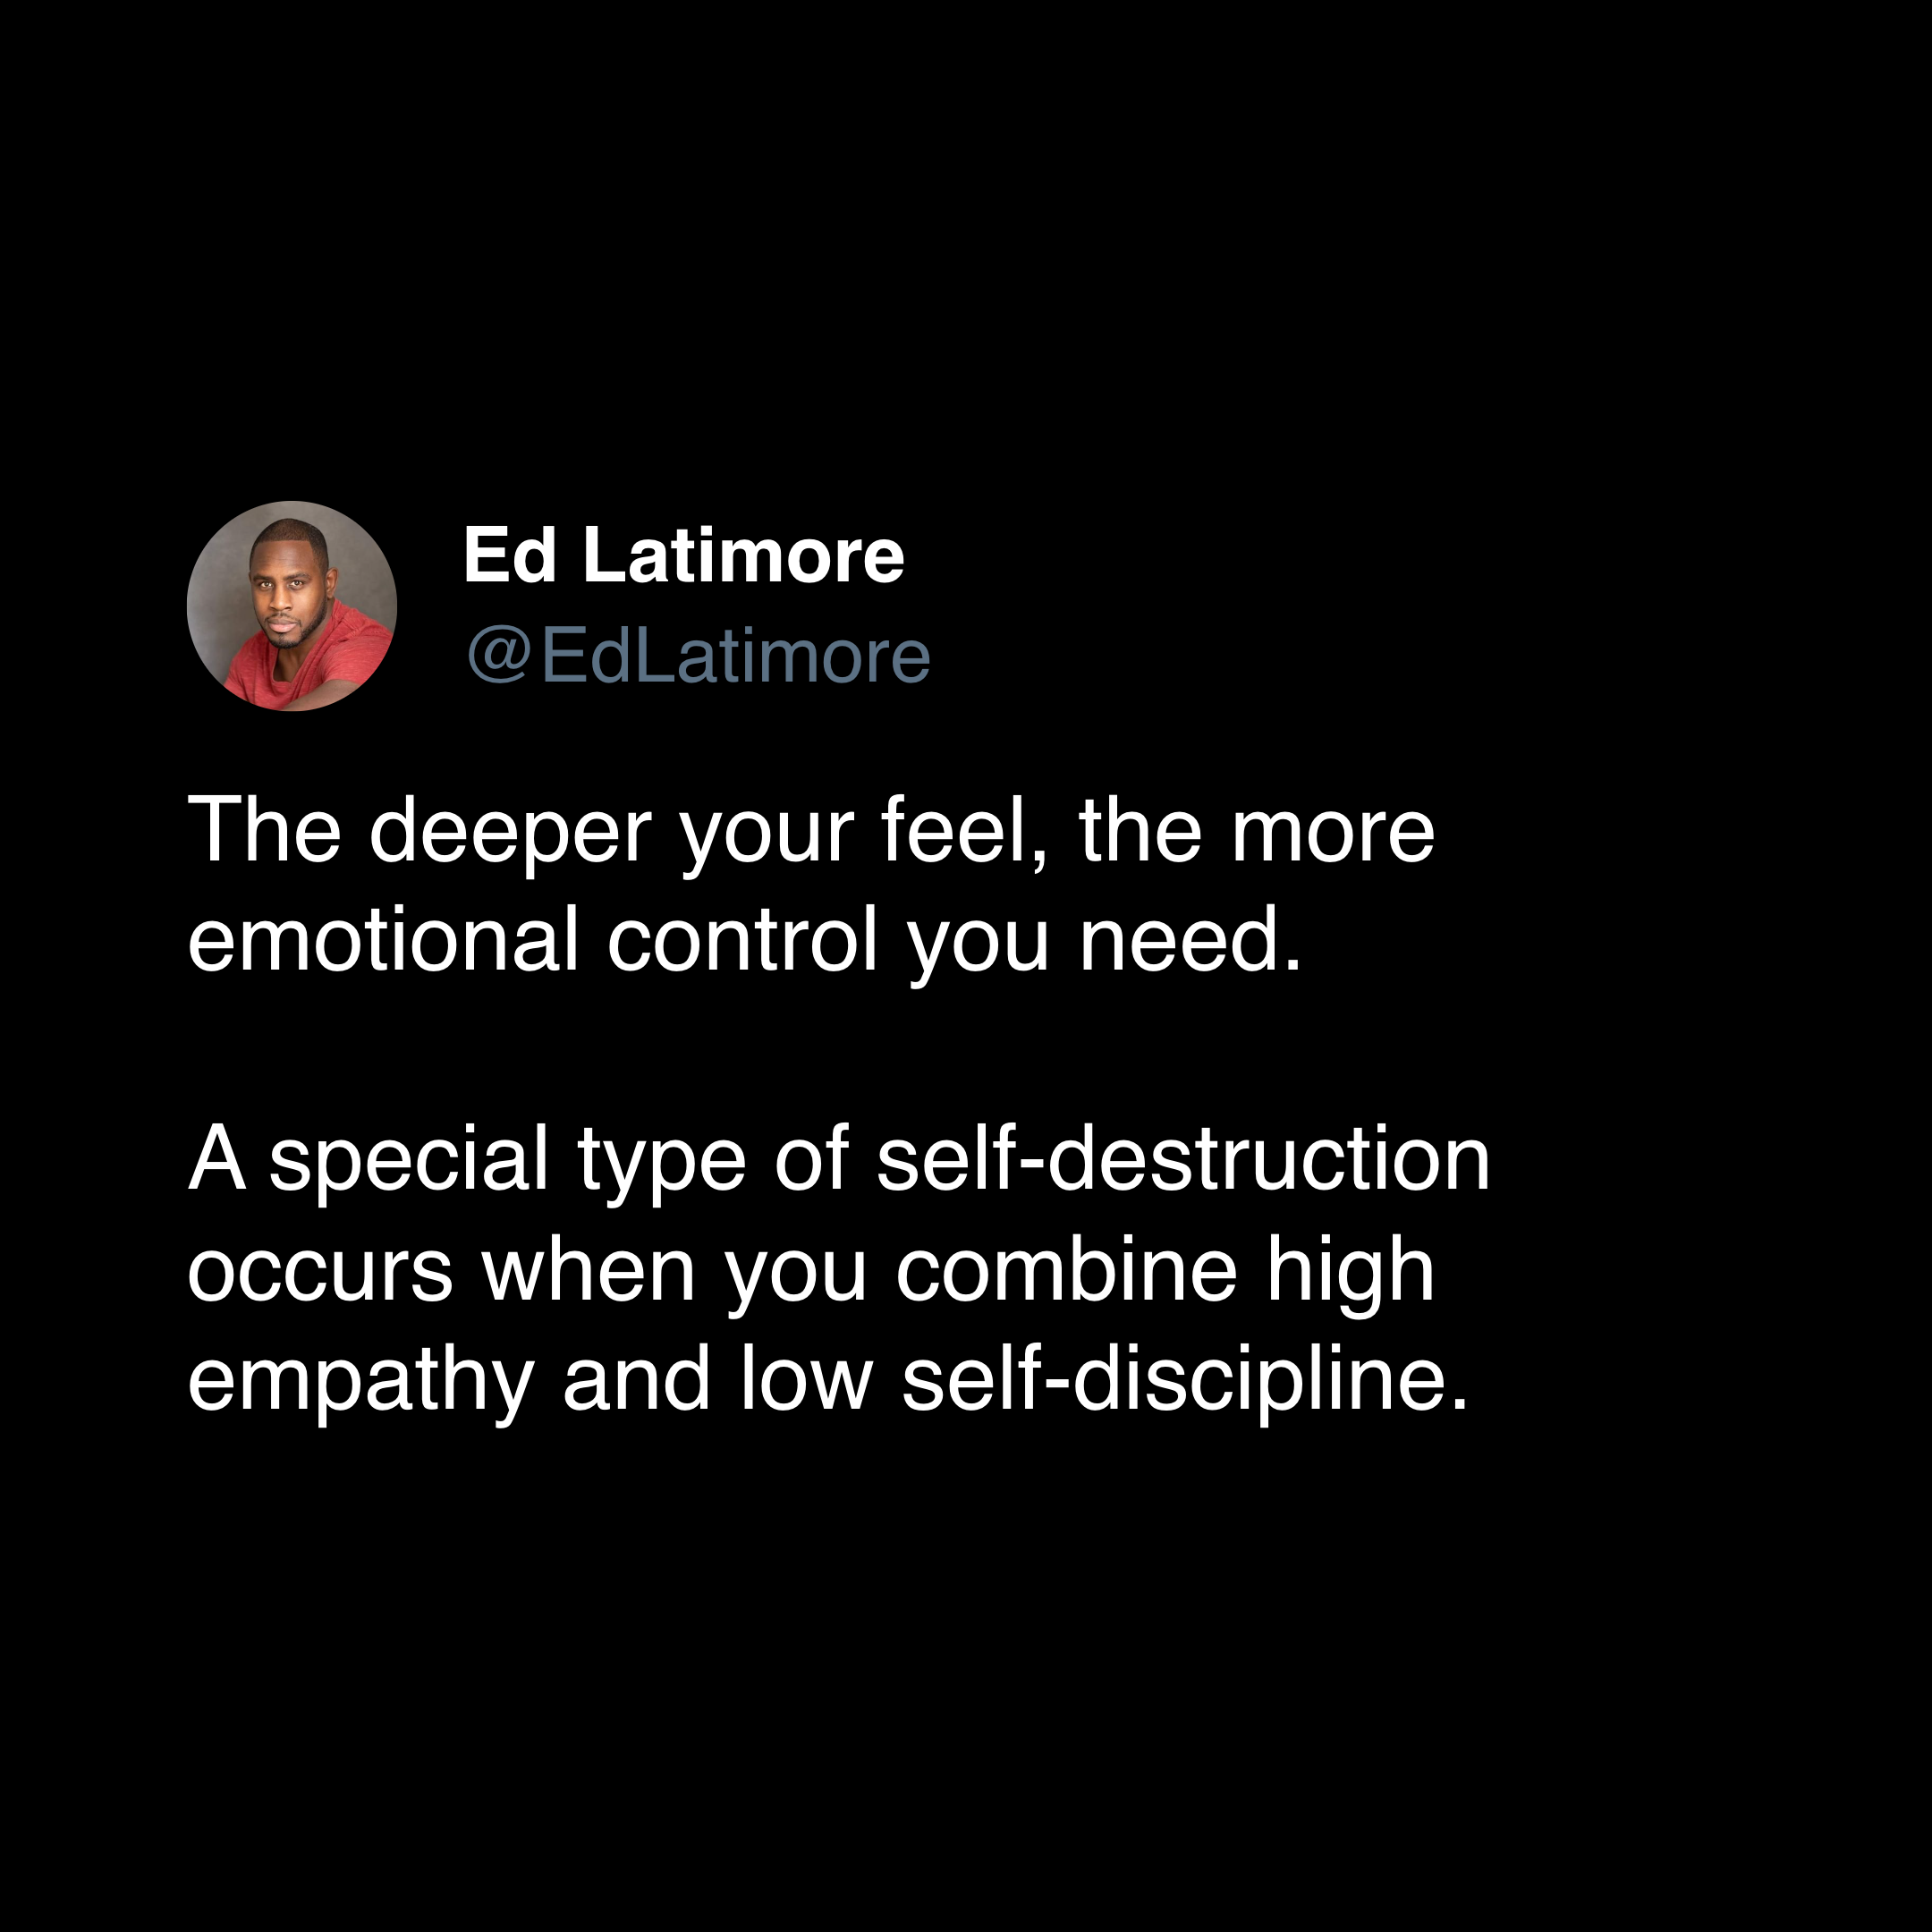 Ed Latimore
@EdLatimore
The deeper your feel, the more
emotional control you need.
A special type of self-destruction
occurs when you combine high
empathy and low self-discipline.